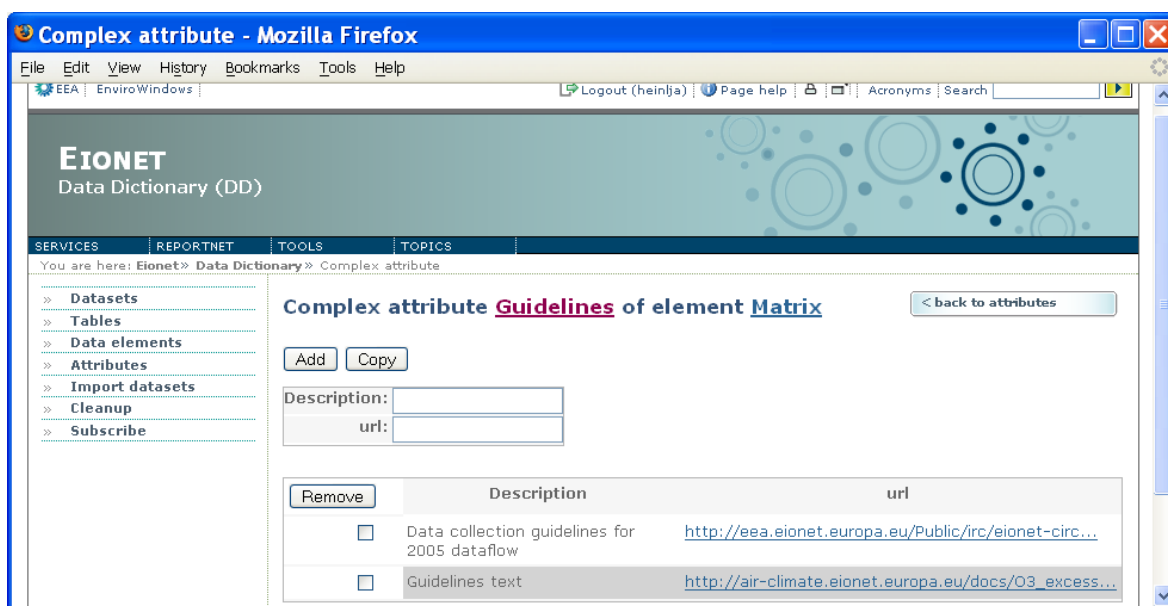 Complex attribute - Mozilla Firefox
File Edit View History Bookmarks Tools Help
EEA EnviroWindows Logout (heinlja) Page help Acronyms Search
EIONET
Data Dictionary (DD)
SERVICES REPORTNET TOOLS TOPICS
You are here: Eionet» Data Dictionary» Complex attribute
» Datasets
» Tables
» Data elements
» Attributes
» Import datasets
» Cleanup
» Subscribe
Complex attribute Guidelines of element Matrix
< back to attributes
Add Copy
Description:
url:
Remove Description url
Data collection guidelines for http://eea.eionet.europa.eu/Public/irc/eionet-circ...
2005 dataflow
Guidelines text http://air-climate.eionet.europa.eu/docs/O3_excess...